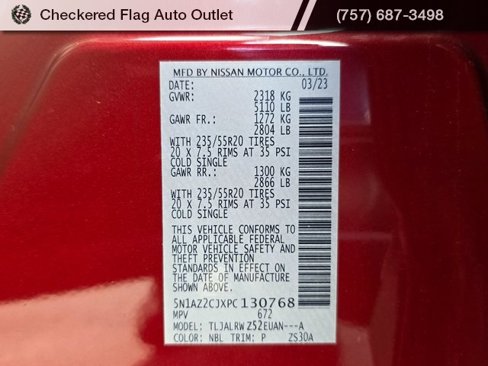 Checkered Flag Auto Outlet (757) 687-3498
MFD BY NISSAN MOTOR CO., LTD.
DATE: 03/23
GVWR: 2318 KG
5110 LB
GAWR FR.: 1272 KG
2804 LB
WITH 235/55R20 TIRES
20 X 7.5 RIMS AT 35 PSI
COLD SINGLE
GAWR RR.: 1300 KG
2866 LB
WITH 235/55R20 TIRES
20 X 7.5 RIMS AT 35 PSI
COLD SINGLE
THIS VEHICLE CONFORMS TO
ALL APPLICABLE FEDERAL
MOTOR VEHICLE SAFETY AND
THEFT PREVENTION
STANDARDS IN EFFECT ON
THE DATE OF MANUFACTURE
SHOWN ABOVE.
5N1AZ2CJXPC130768
MPV 672
MODEL: TLJALRWZ52EUAN---A
COLOR: NBL TRIM: P ZS30A